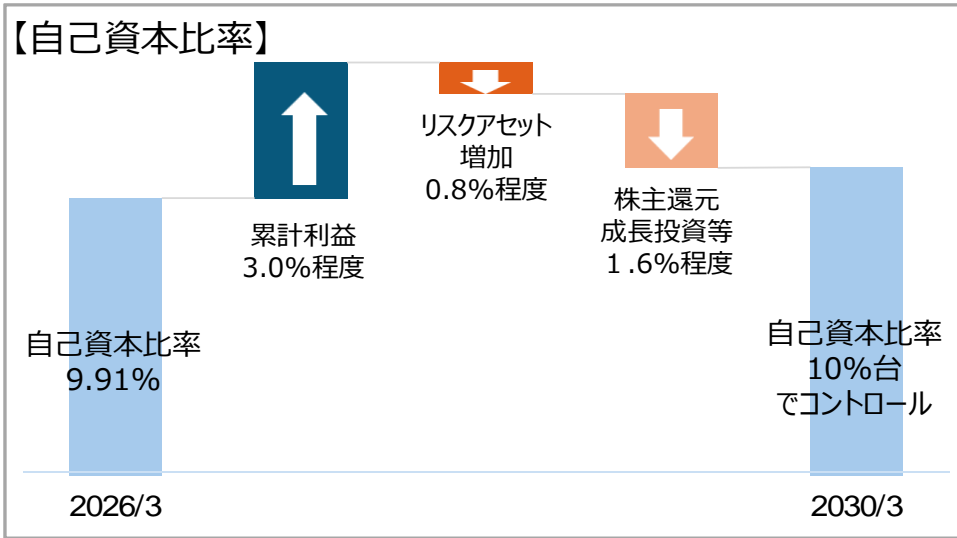 【自己資本比率】
リスクアセット
増加
0.8%程度
累計利益
3.0%程度
株主還元
成長投資等
１.6%程度
自己資本比率
9.91%
自己資本比率
10%台
でコントロール
2026/3
2030/3